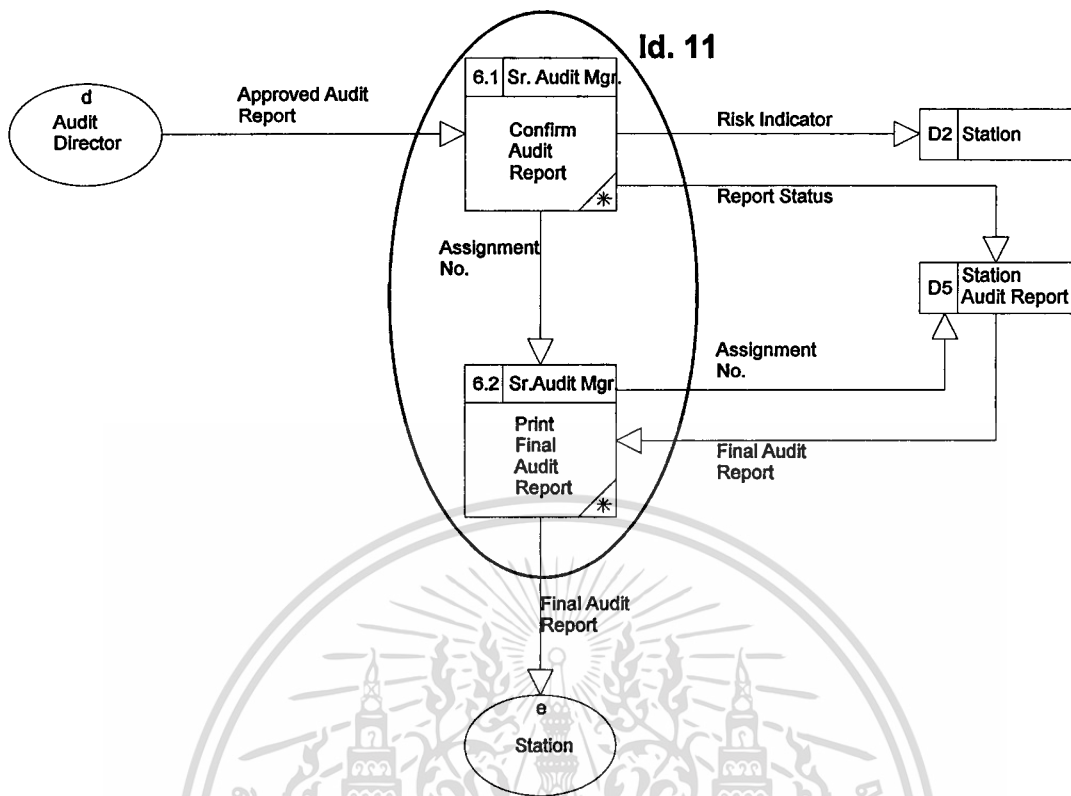 Id. 11
d
Audit
Director
Approved Audit
Report
6.1 Sr. Audit Mgr.
Confirm
Audit
Report
*
Risk Indicator
D2 Station
Report Status
D5 Station
Audit Report
Assignment
No.
6.2 Sr.Audit Mgr
Print
Final
Audit
Report
*
Assignment
No.
Final Audit
Report
Final Audit
Report
e
Station